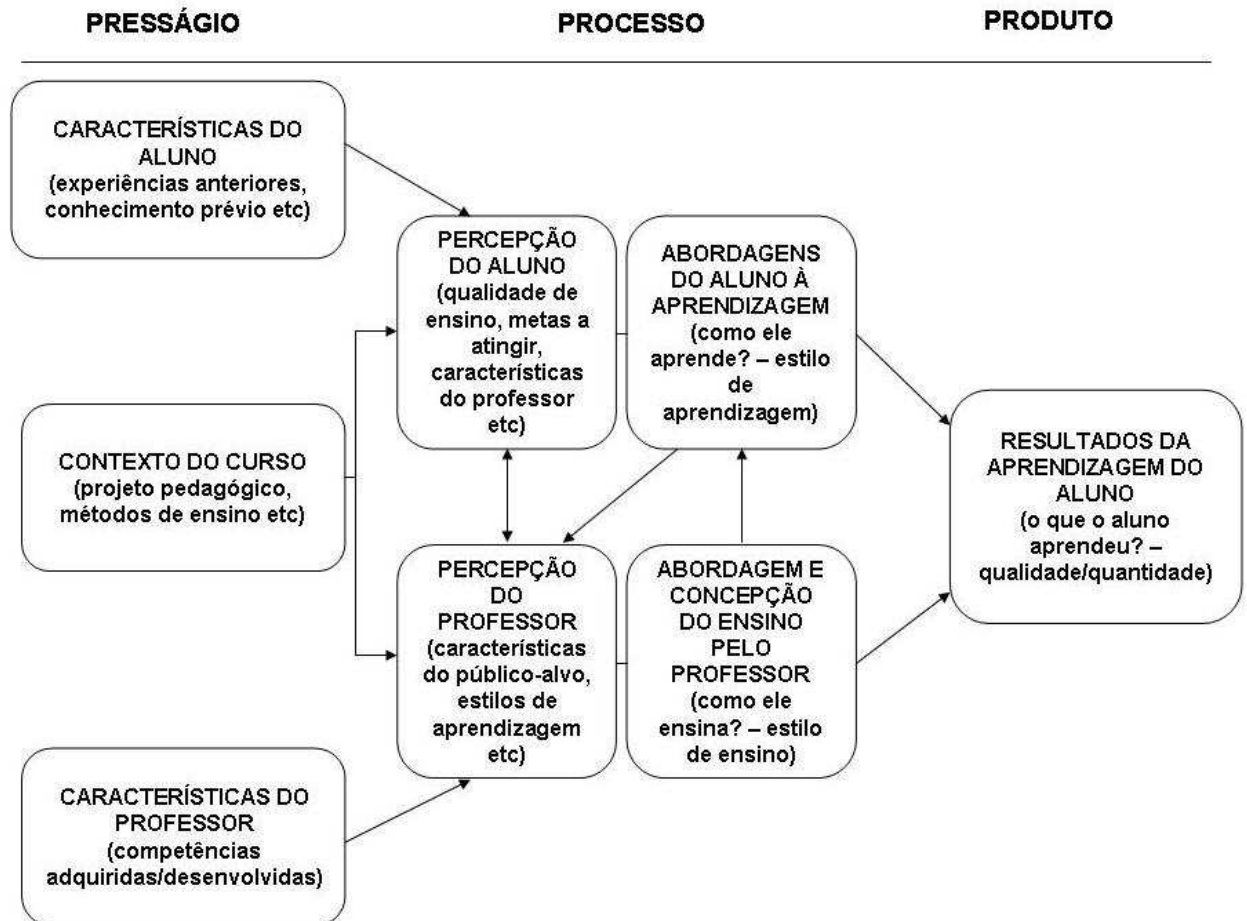 PRESSÁGIO
PROCESSO
PRODUTO
CARACTERÍSTICAS DO
ALUNO
(experiências anteriores,
conhecimento prévio etc)
CONTEXTO DO CURSO
(projeto pedagógico,
métodos de ensino etc)
CARACTERÍSTICAS DO
PROFESSOR
(competências
adquiridas/desenvolvidas)
PERCEPÇÃO
DO ALUNO
(qualidade de
ensino, metas a
atingir,
características
do professor
etc)
ABORDAGENS
DO ALUNO À
APRENDIZAGEM
(como ele
aprende? – estilo
de
aprendizagem)
PERCEPÇÃO
DO
PROFESSOR
(características
do público-alvo,
estilos de
aprendizagem
etc)
ABORDAGEM E
CONCEPÇÃO
DO ENSINO
PELO
PROFESSOR
(como ele
ensina? – estilo
de ensino)
RESULTADOS DA
APRENDIZAGEM DO
ALUNO
(o que o aluno
aprendeu? –
qualidade/quantidade)